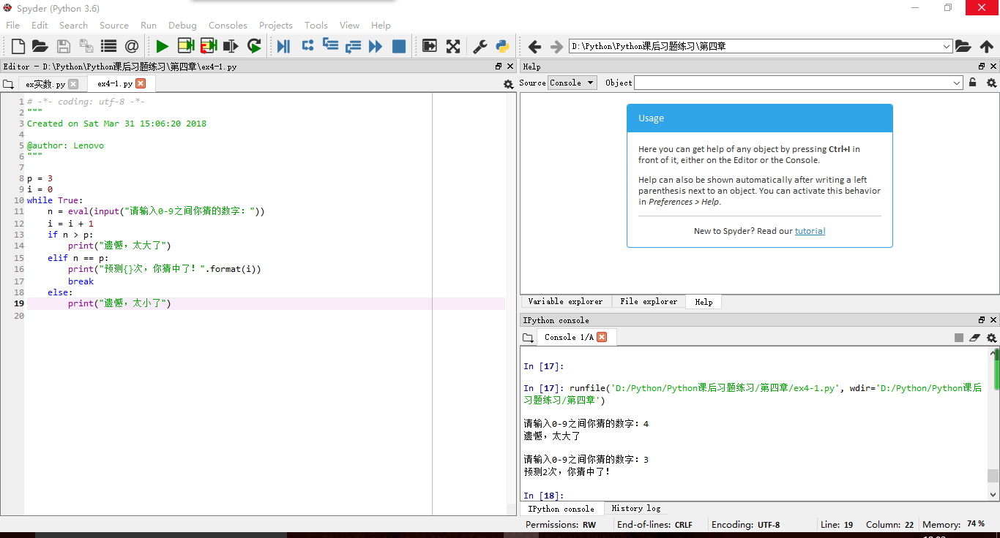 Spyder (Python 3.6)
File Edit Search Source Run Debug Consoles Projects Tools View Help
D:\Python\Python课后习题练习\第四章
Editor - D:\Python\Python课后习题练习\第四章\ex4-1.py
ex实数.py ex4-1.py
1 # -*- coding: utf-8 -*-
2 """
3 Created on Sat Mar 31 15:06:20 2018
4
5 @author: Lenovo
6 """
7
8 p = 3
9 i = 0
10 while True:
11     n = eval(input("请输入0-9之间你猜的数字："))
12     i = i + 1
13     if n > p:
14         print("遗憾，太大了")
15     elif n == p:
16         print("预测{}次，你猜中了！".format(i))
17         break
18     else:
19         print("遗憾，太小了")
20
Help
Source Console Object
Usage
Here you can get help of any object by pressing Ctrl+I in
front of it, either on the Editor or the Console.
Help can also be shown automatically after writing a left
parenthesis next to an object. You can activate this behavior
in Preferences > Help.
New to Spyder? Read our tutorial
Variable explorer File explorer Help
IPython console
Console 1/A
In [17]:
In [17]: runfile('D:/Python/Python课后习题练习/第四章/ex4-1.py', wdir='D:/Python/Python课后
习题练习/第四章')
请输入0-9之间你猜的数字：4
遗憾，太大了
请输入0-9之间你猜的数字：3
预测2次，你猜中了！
In [18]:
IPython console History log
Permissions: RW End-of-lines: CRLF Encoding: UTF-8 Line: 19 Column: 22 Memory: 74 %